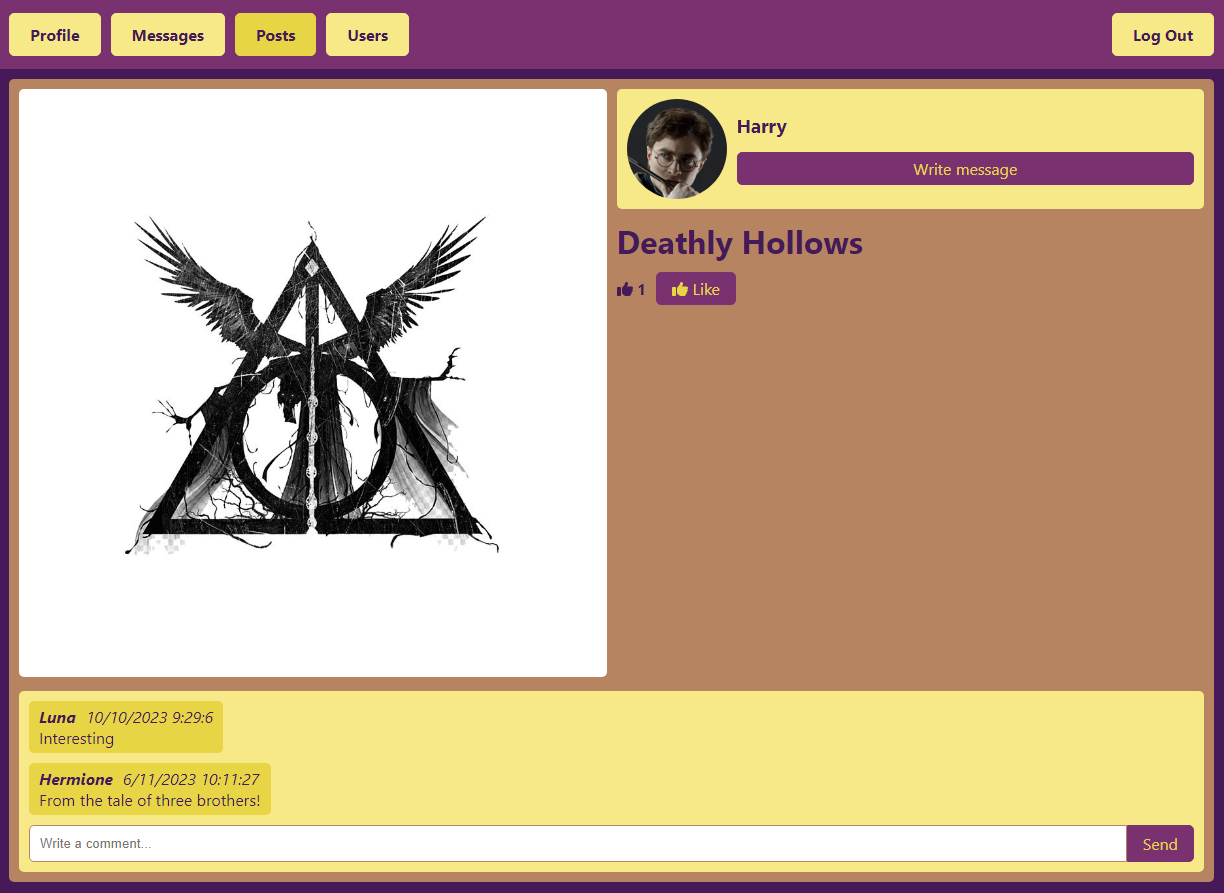 Profile
Messages
Posts
Users
Log Out
Harry
Write message
Deathly Hollows
1
Like
Luna 10/10/2023 9:29:6
Interesting
Hermione 6/11/2023 10:11:27
From the tale of three brothers!
Write a comment...
Send